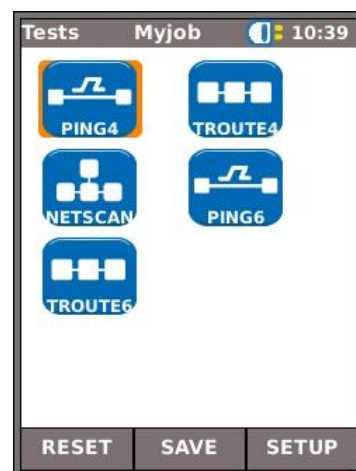 Tests Myjob 10:39
PING4 TROUTE4
NETSCAN PING6
TROUTE6
RESET SAVE SETUP